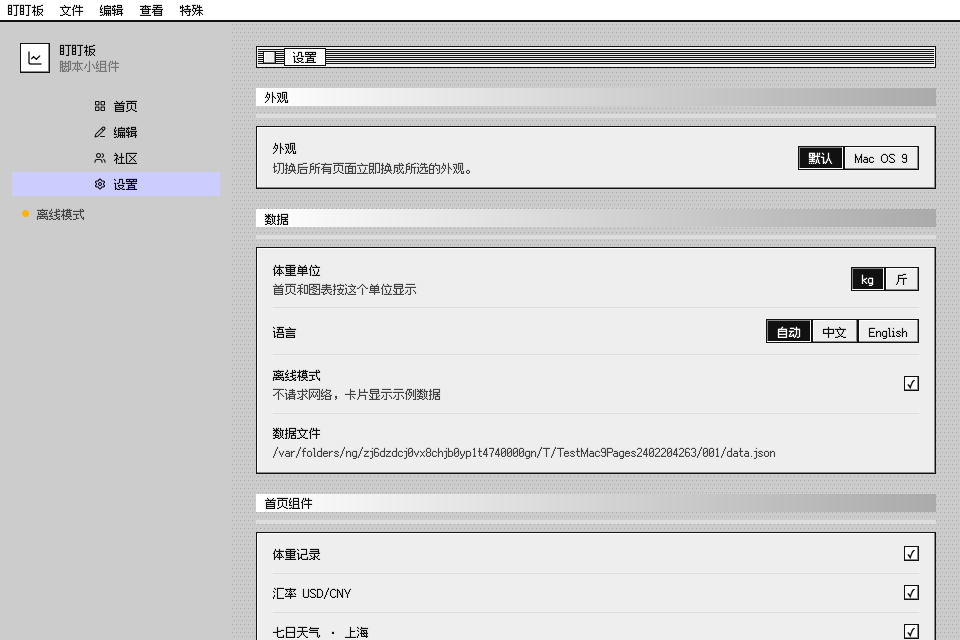 盯盯板 文件 编辑 查看 特殊
盯盯板
脚本小组件
首页
编辑
社区
设置
离线模式
设置
外观
外观
切换后所有页面立即换成所选的外观。
默认 Mac OS 9
数据
体重单位
首页和图表按这个单位显示
kg 斤
语言
自动 中文 English
离线模式
不请求网络，卡片显示示例数据
数据文件
/var/folders/ng/zj6dzdcj0vx8chjb0yp1t4740000gn/T/TestMac9Pages2402204263/001/data.json
首页组件
体重记录
汇率 USD/CNY
七日天气 · 上海